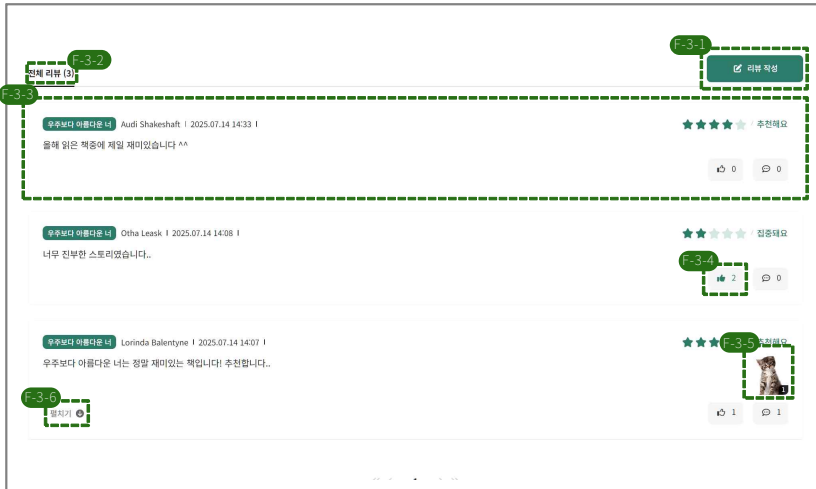 F-3-1
F-3-2
전체 리뷰 (3)
리뷰 작성
F-3-3
우주보다 아름다운 너 Audi Shakeshaft | 2025.07.14 14:33 |
/ 추천해요
올해 읽은 책중에 제일 재미있습니다 ^^
0 0
우주보다 아름다운 너 Otha Leask | 2025.07.14 14:08 |
/ 집중돼요
너무 진부한 스토리였습니다..
F-3-4
2 0
우주보다 아름다운 너 Lorinda Balentyne | 2025.07.14 14:07 |
F-3-5
추천해요
우주보다 아름다운 너는 정말 재미있는 책입니다! 추천합니다..
1
F-3-6
펼치기
1 1